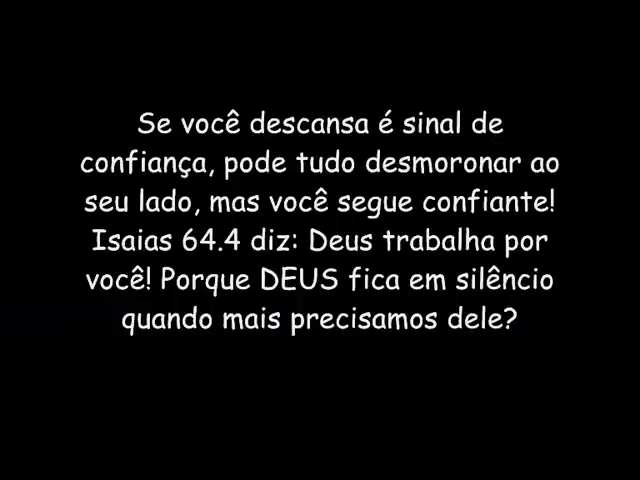 Se você descansa é sinal de
confiança, pode tudo desmoronar ao
seu lado, mas você segue confiante!
Isaias 64.4 diz: Deus trabalha por
você! Porque DEUS fica em silêncio
quando mais precisamos dele?